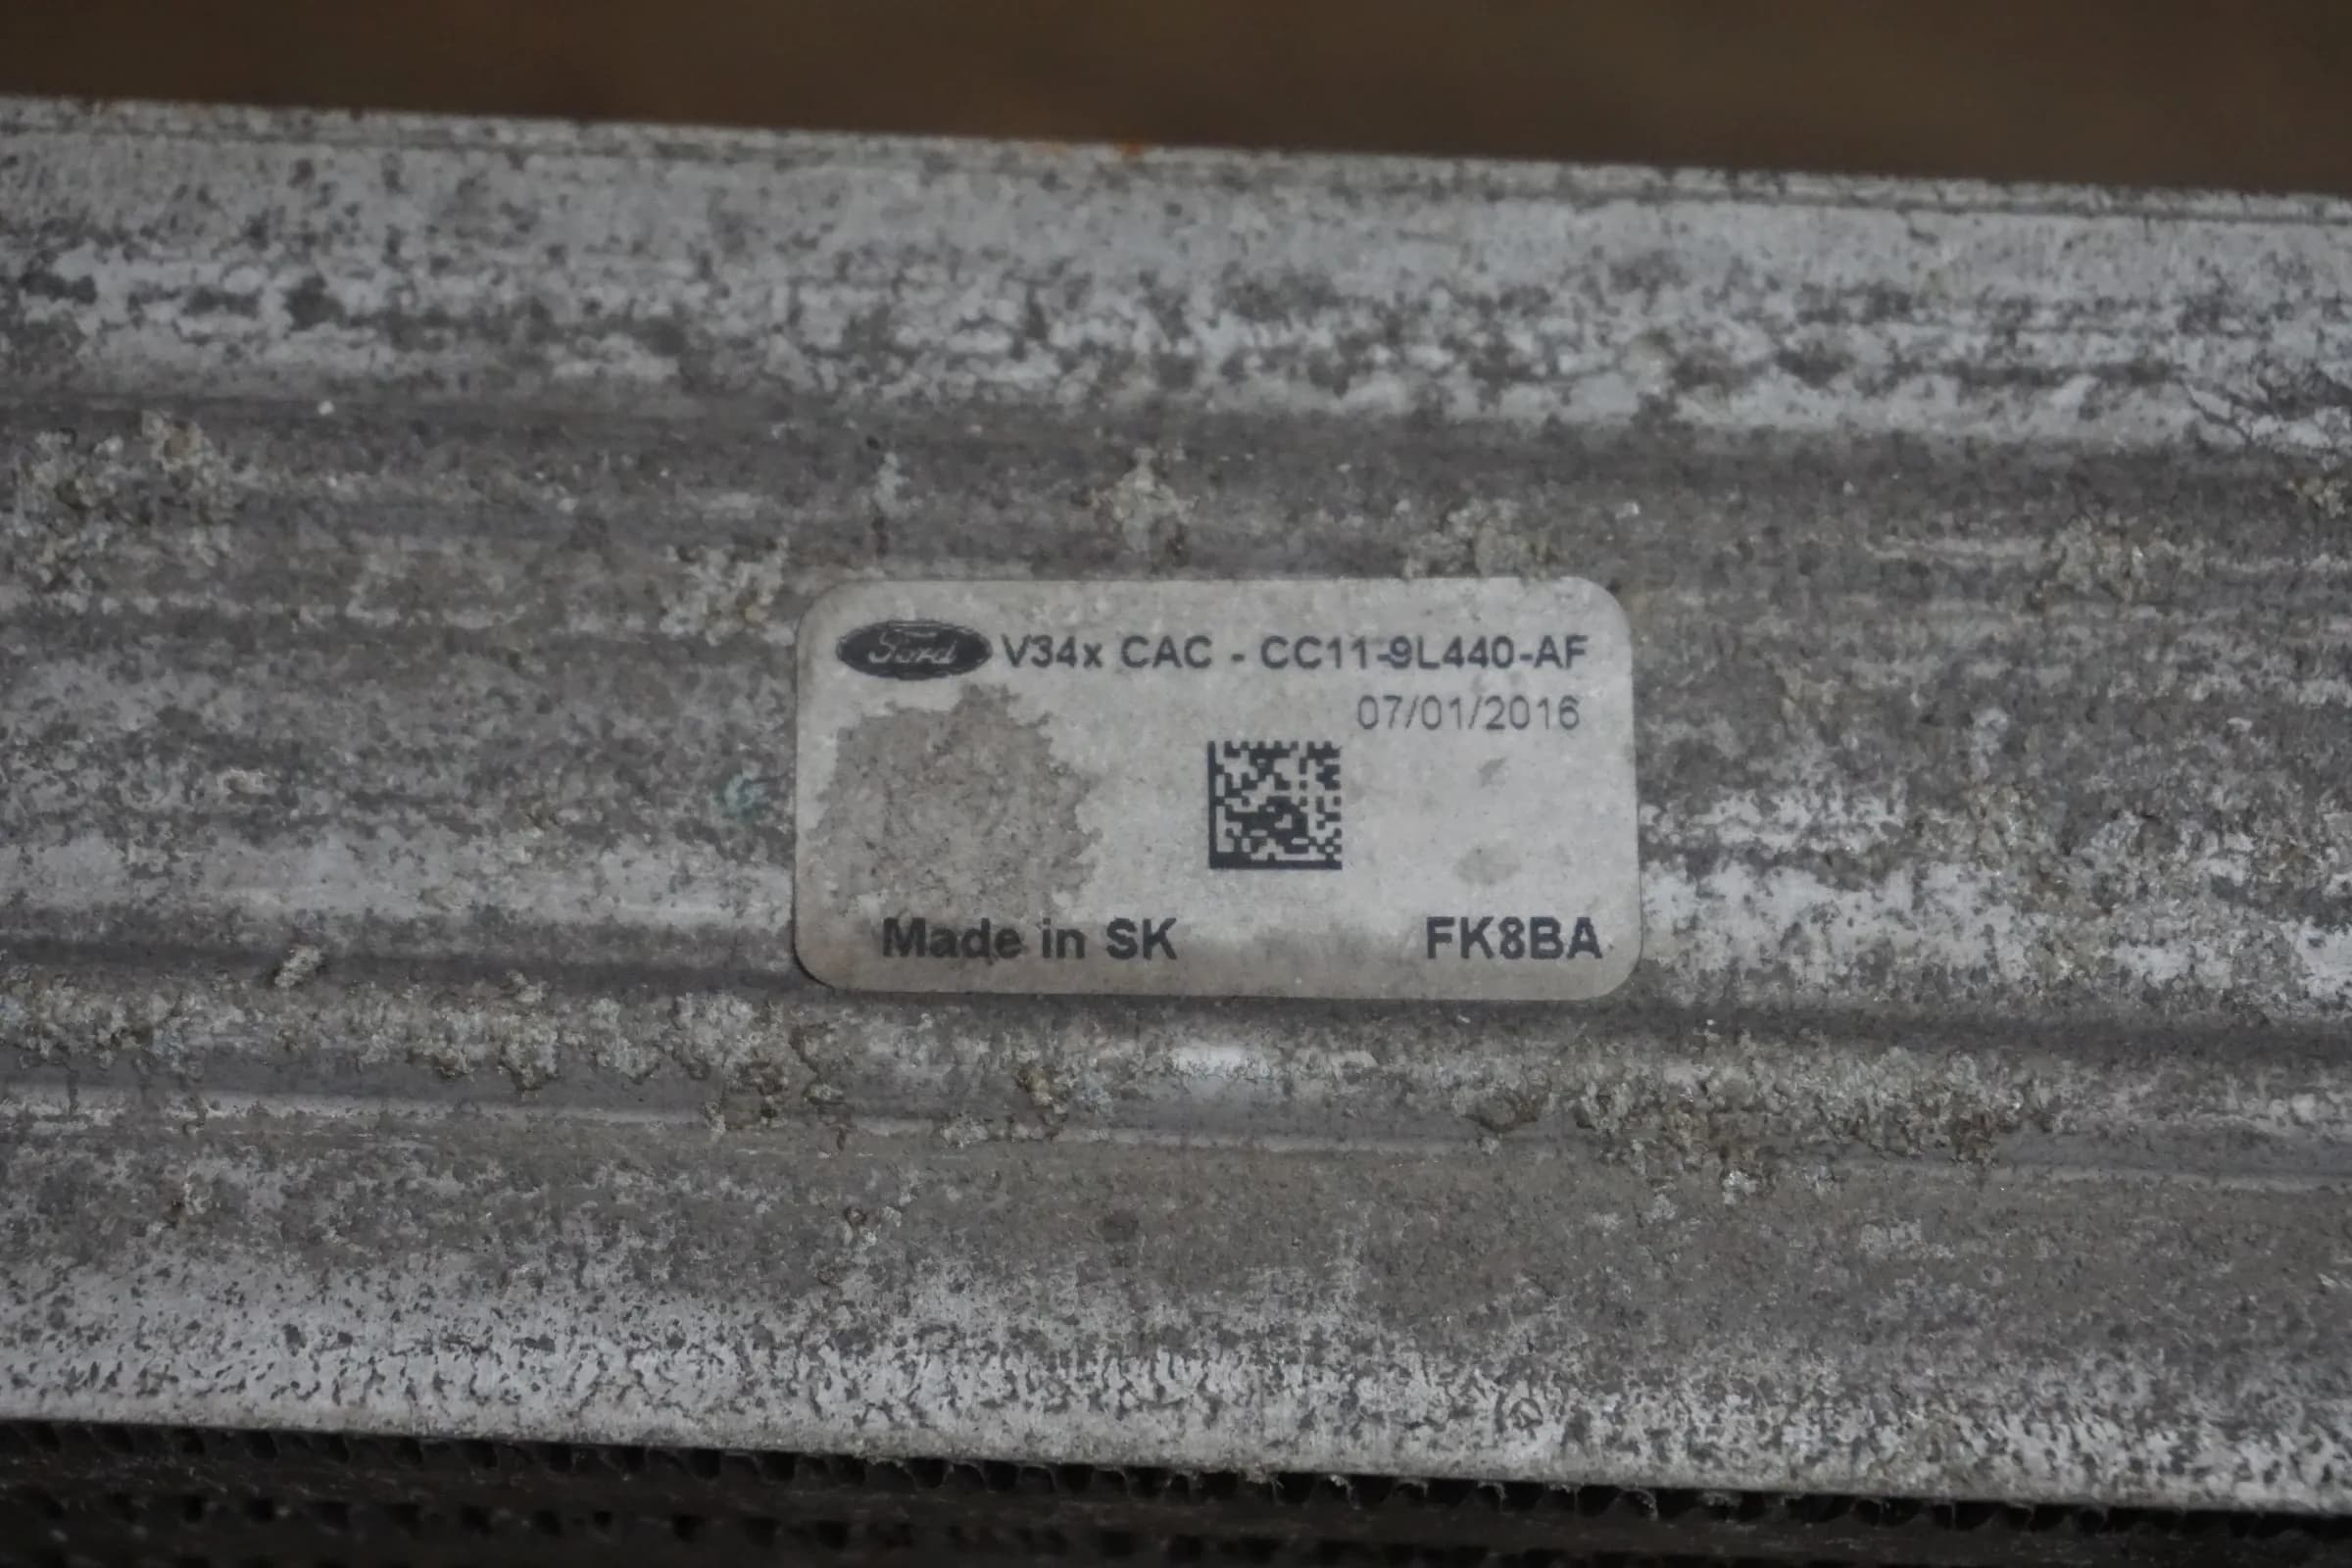 Ford V34x CAC - CC11-9L440-AF
07/01/2016
Made in SK FK8BA